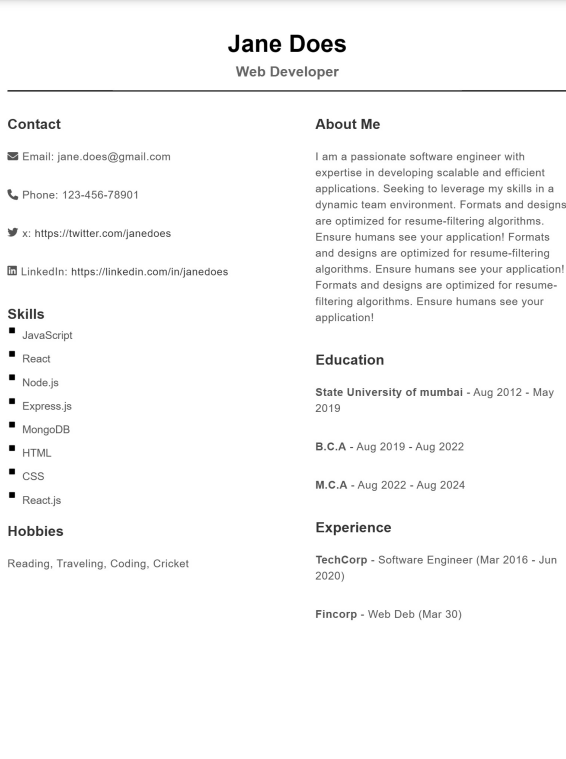 Jane Does
Web Developer
Contact
Email: jane.does@gmail.com
Phone: 123-456-78901
x: https://twitter.com/janedoes
LinkedIn: https://linkedin.com/in/janedoes
Skills
JavaScript
React
Node.js
Express.js
MongoDB
HTML
CSS
React.js
Hobbies
Reading, Traveling, Coding, Cricket
About Me
I am a passionate software engineer with
expertise in developing scalable and efficient
applications. Seeking to leverage my skills in a
dynamic team environment. Formats and designs
are optimized for resume-filtering algorithms.
Ensure humans see your application! Formats
and designs are optimized for resume-filtering
algorithms. Ensure humans see your application!
Formats and designs are optimized for resume-
filtering algorithms. Ensure humans see your
application!
Education
State University of mumbai - Aug 2012 - May
2019
B.C.A - Aug 2019 - Aug 2022
M.C.A - Aug 2022 - Aug 2024
Experience
TechCorp - Software Engineer (Mar 2016 - Jun
2020)
Fincorp - Web Deb (Mar 30)